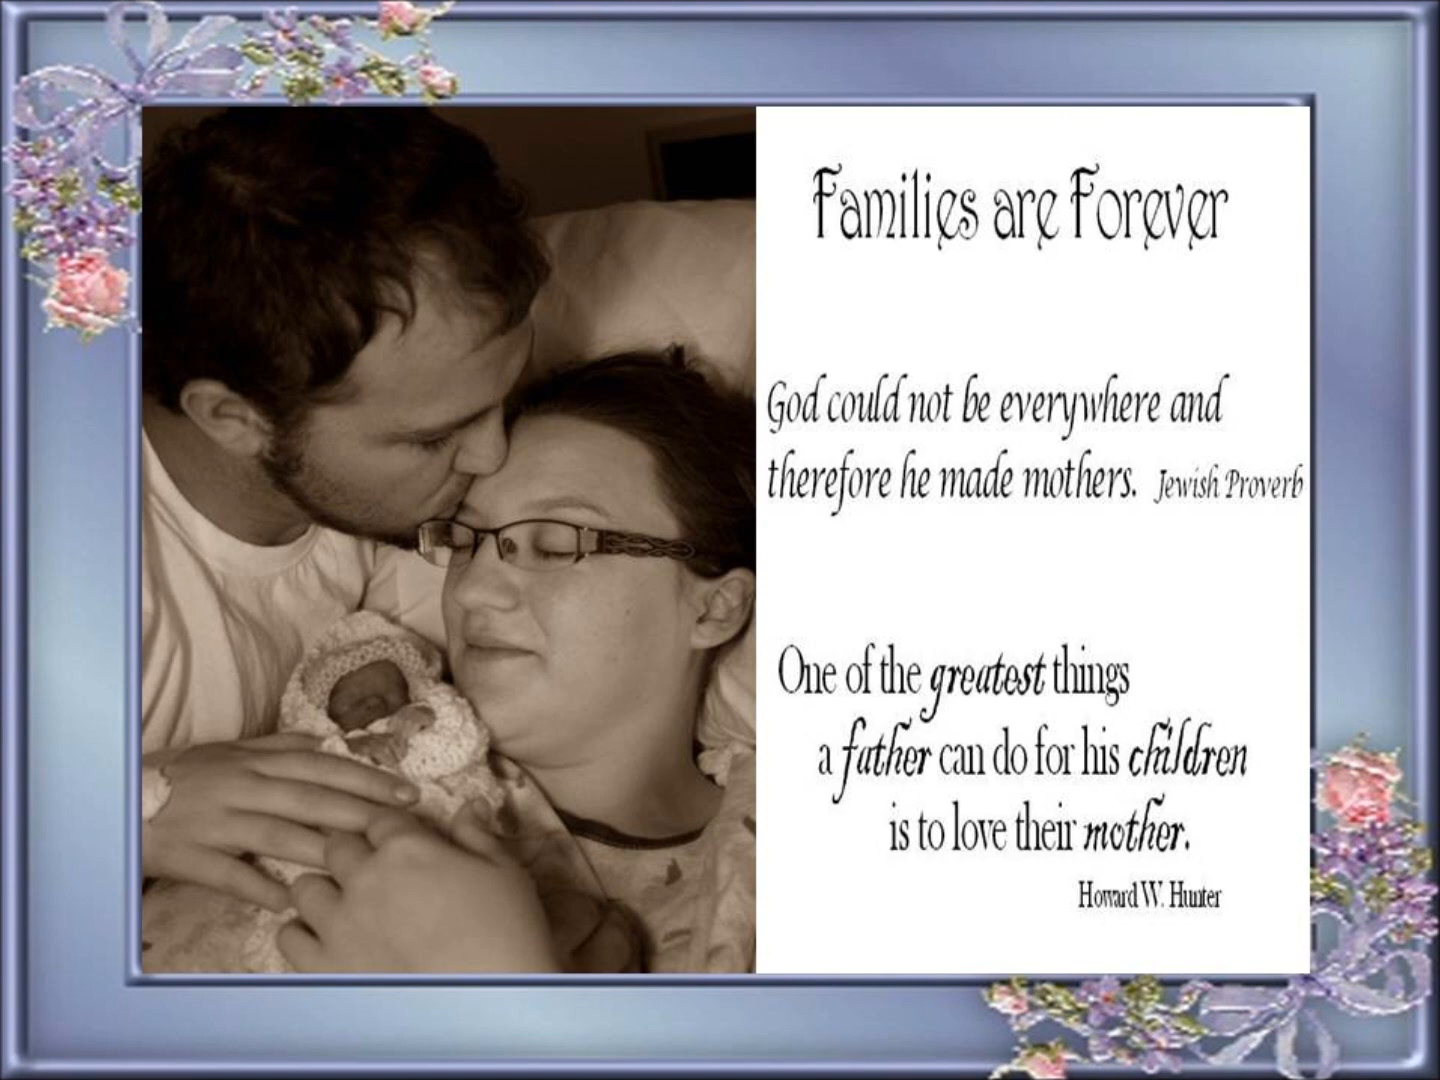 Families are Forever
God could not be everywhere and
therefore he made mothers. Jewish Proverb
One of the greatest things
a father can do for his children
is to love their mother.
Howard W. Hunter